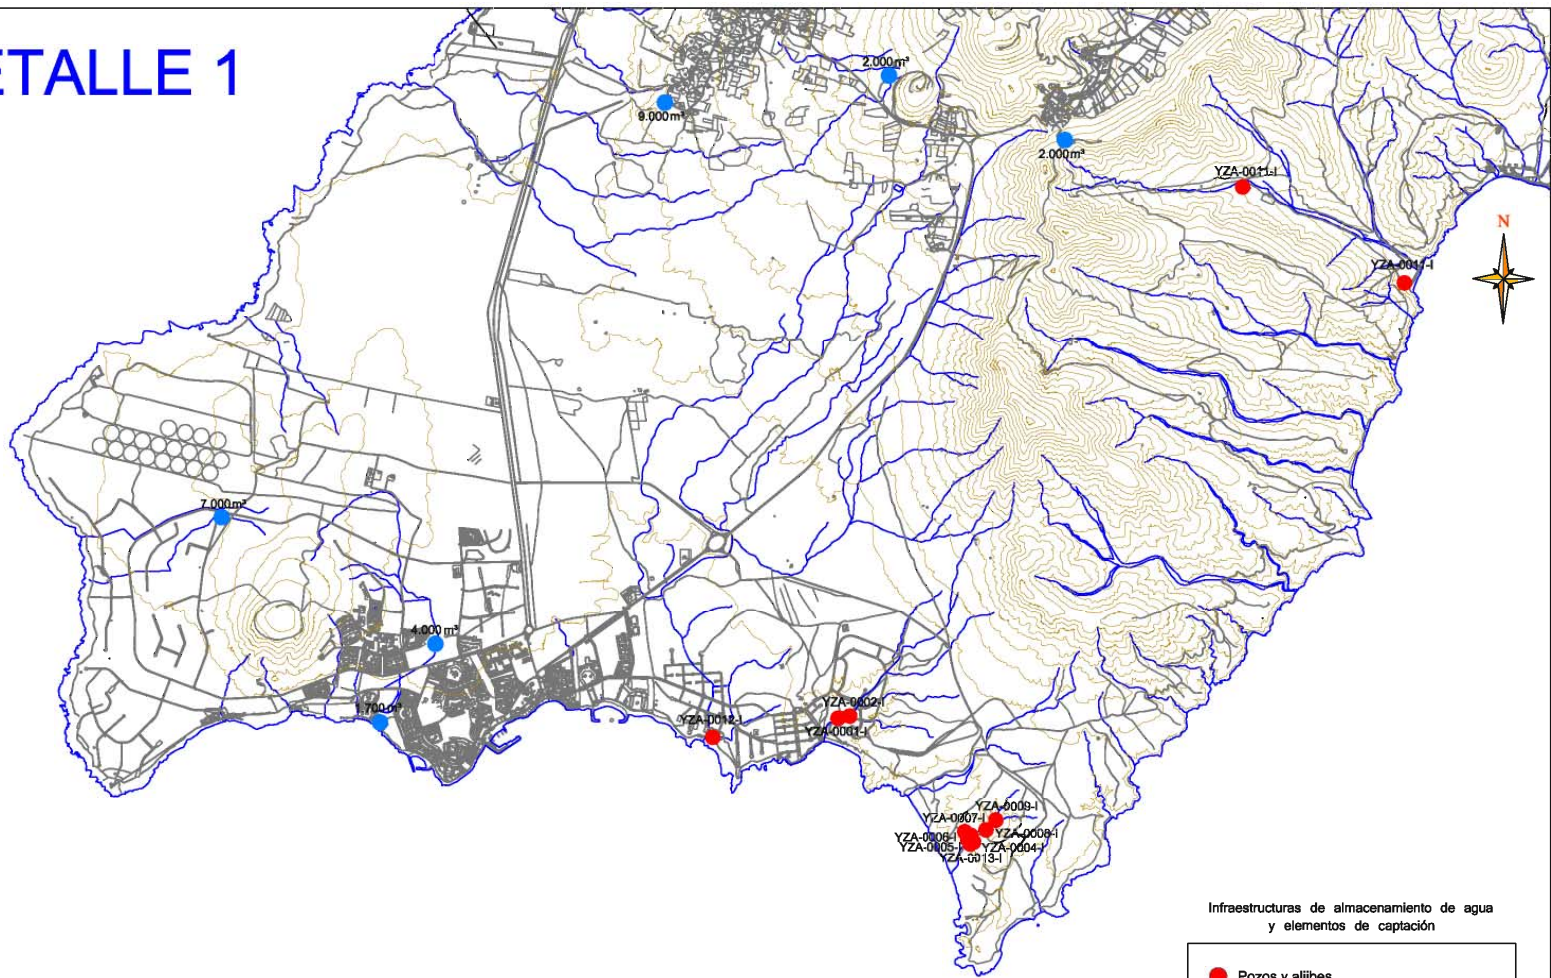 ETALLE 1
2.000 m³
9.000 m³
2.000 m³
YZA-0011-I
N
YZA-0011-I
7.000 m³
4.000 m³
1.700 m³
YZA-0012-I
YZA-0002-I
YZA-0001-I
YZA-0009-I
YZA-0007-I
YZA-0008-I
YZA-0006-I
YZA-0005-I
YZA-0004-I
YZA-0013-I
Infraestructuras de almacenamiento de agua
y elementos de captación
Pozos y aljibes